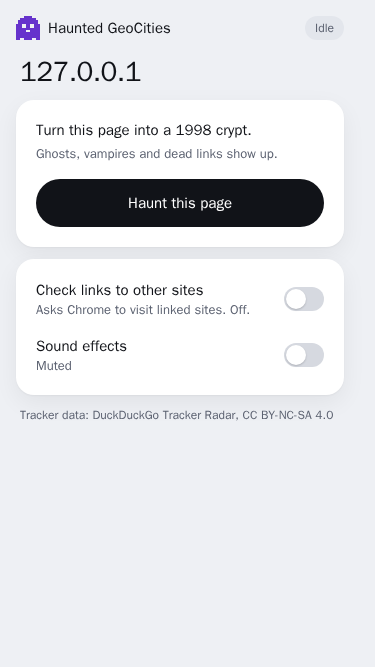 Haunted GeoCities
Idle
127.0.0.1
Turn this page into a 1998 crypt.
Ghosts, vampires and dead links show up.
Haunt this page
Check links to other sites
Asks Chrome to visit linked sites. Off.
Sound effects
Muted
Tracker data: DuckDuckGo Tracker Radar, CC BY-NC-SA 4.0